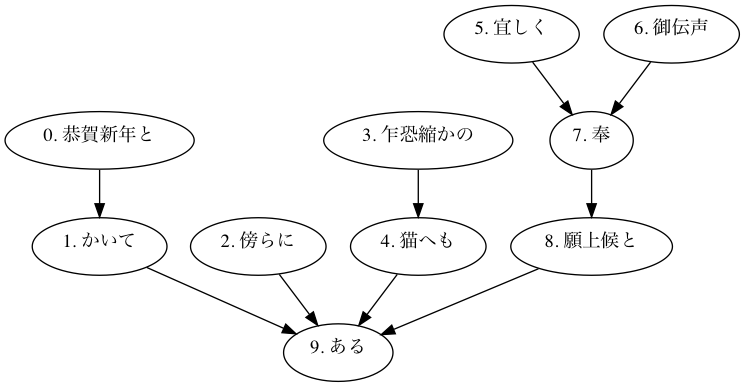 5. 宜しく
6. 御伝声
0. 恭賀新年と
3. 乍恐縮かの
7. 奉
1. かいて
2. 傍らに
4. 猫へも
8. 願上候と
9. ある